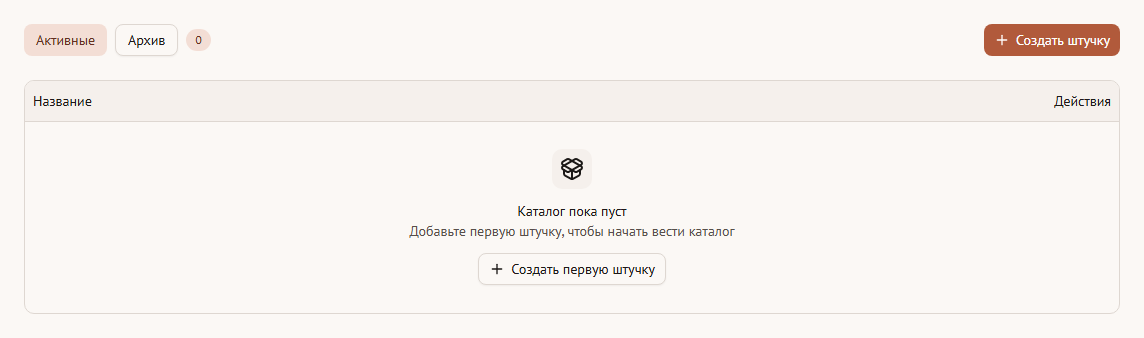 Активные Архив 0 + Создать штучку
Название Действия
Каталог пока пуст
Добавьте первую штучку, чтобы начать вести каталог
+ Создать первую штучку